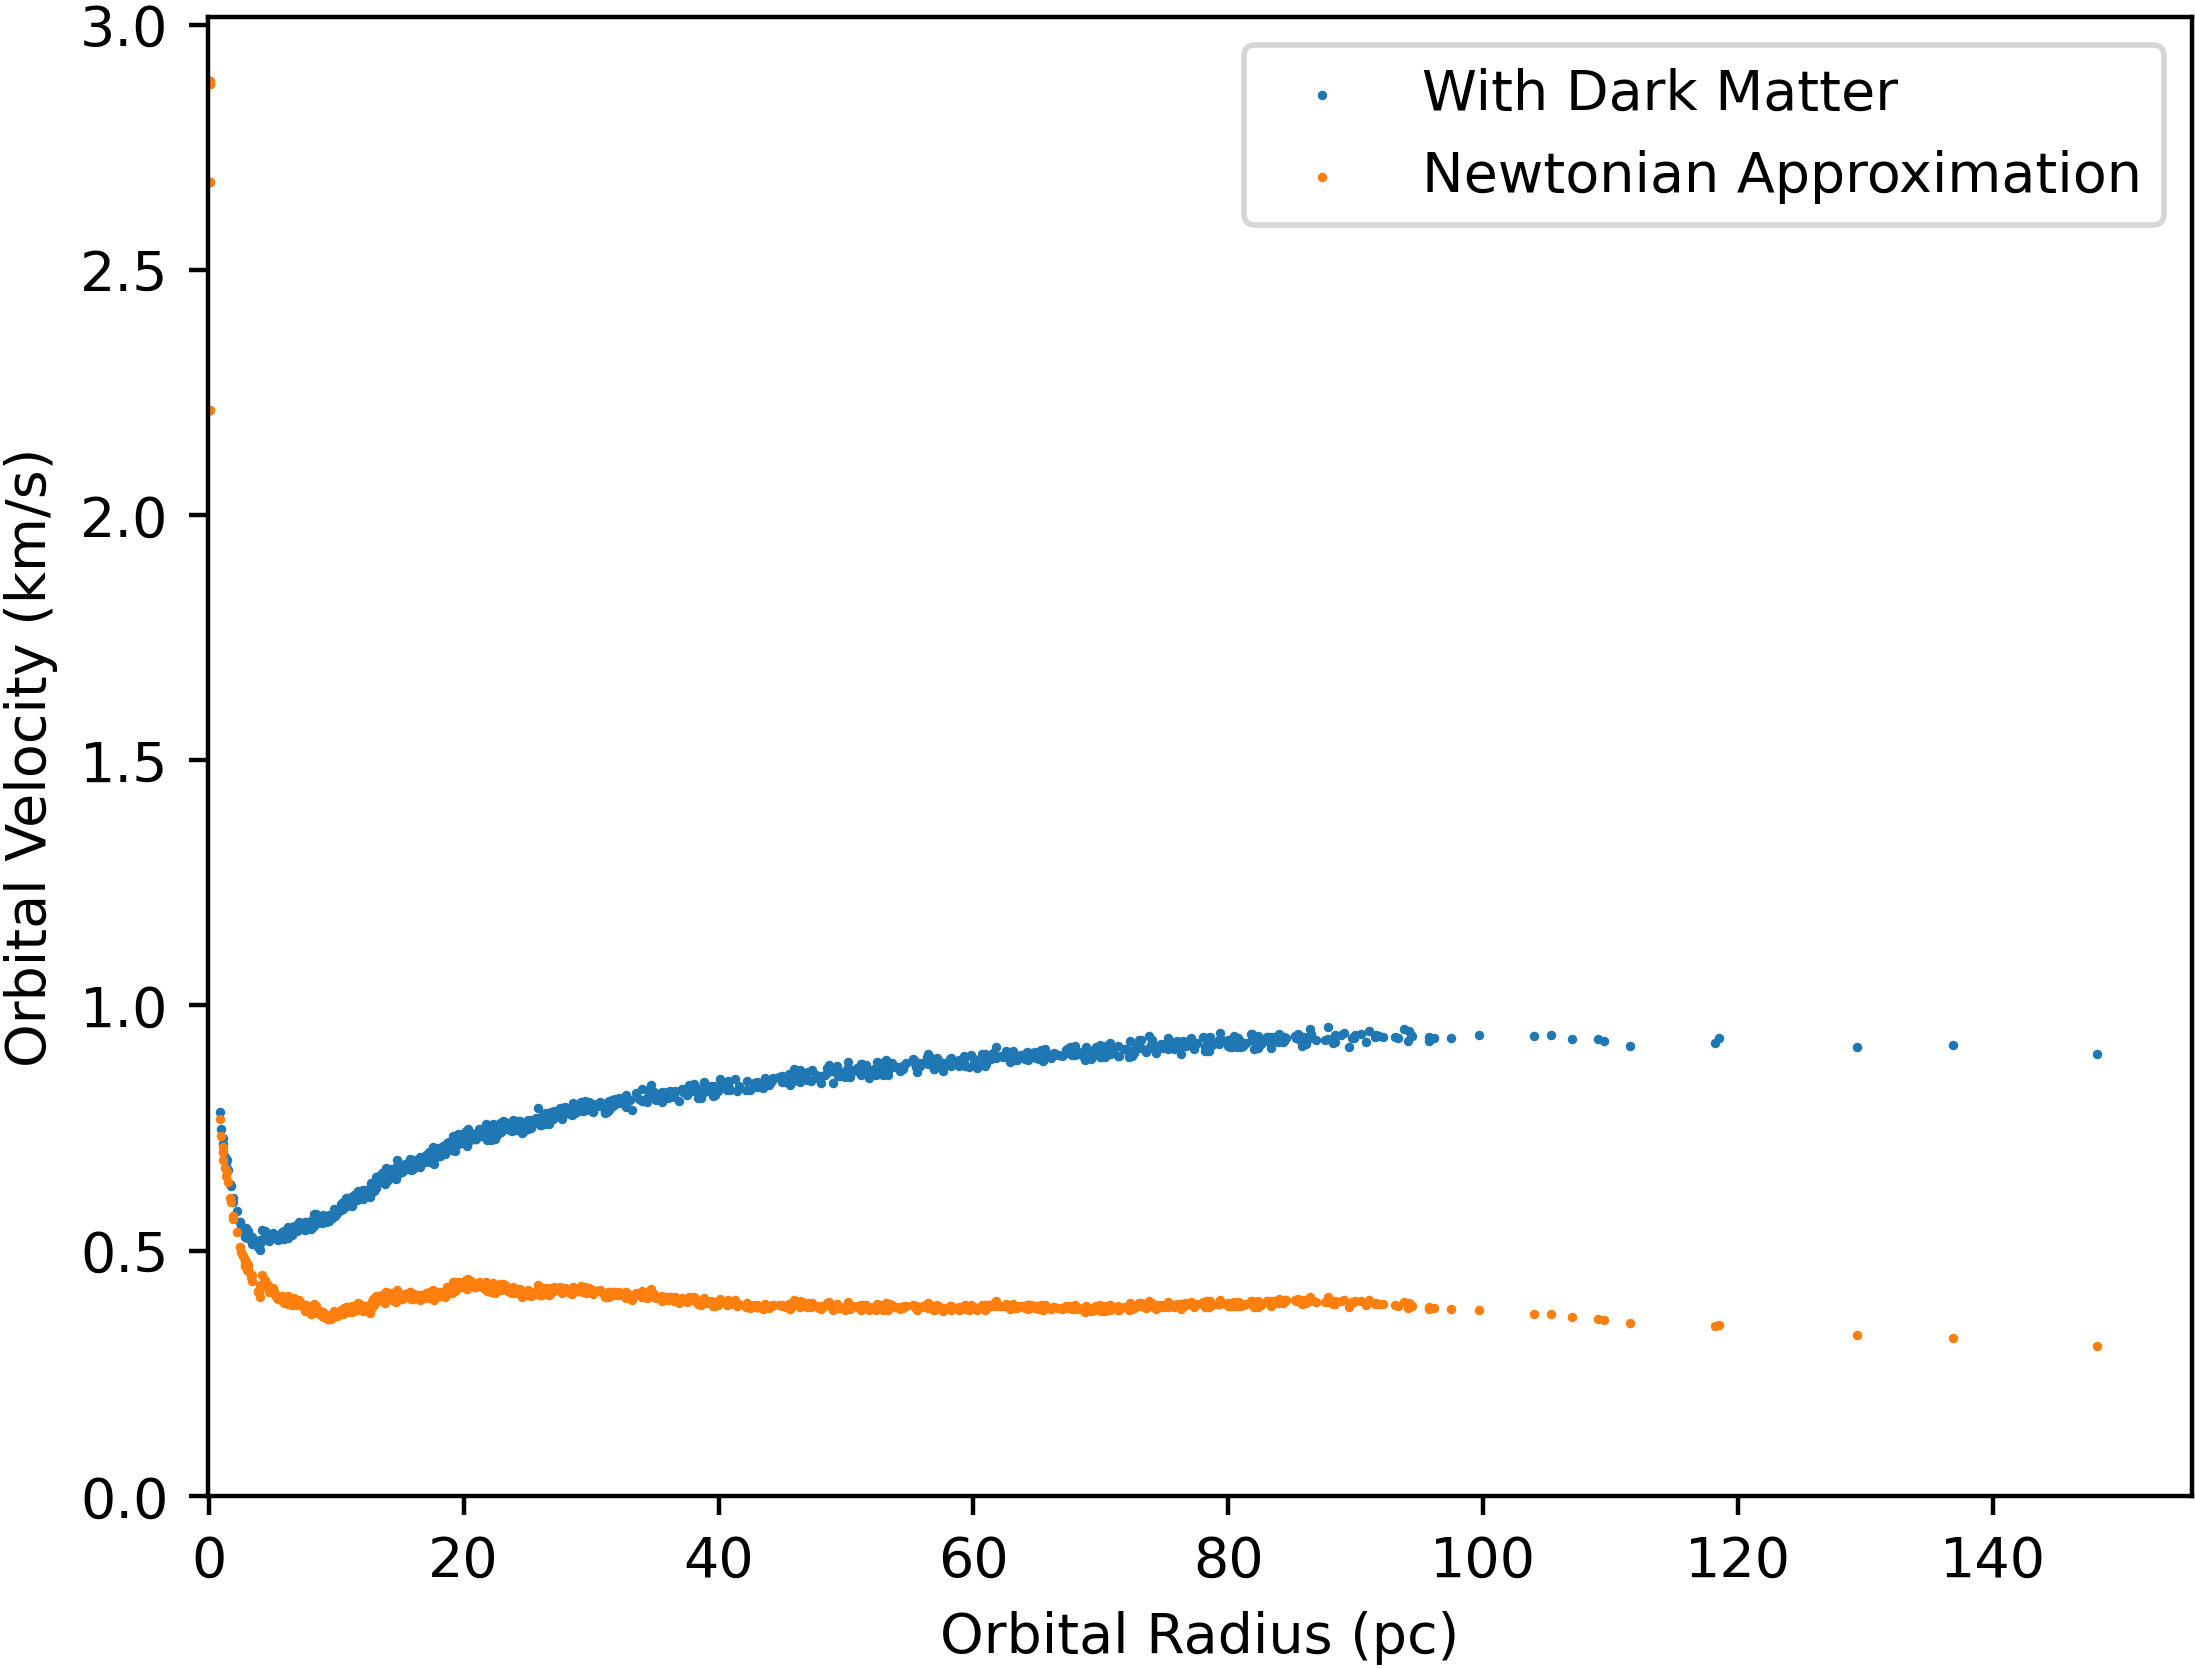 With Dark Matter
Newtonian Approximation
Orbital Velocity (km/s)
3.0
2.5
2.0
1.5
1.0
0.5
0.0
0 20 40 60 80 100 120 140
Orbital Radius (pc)